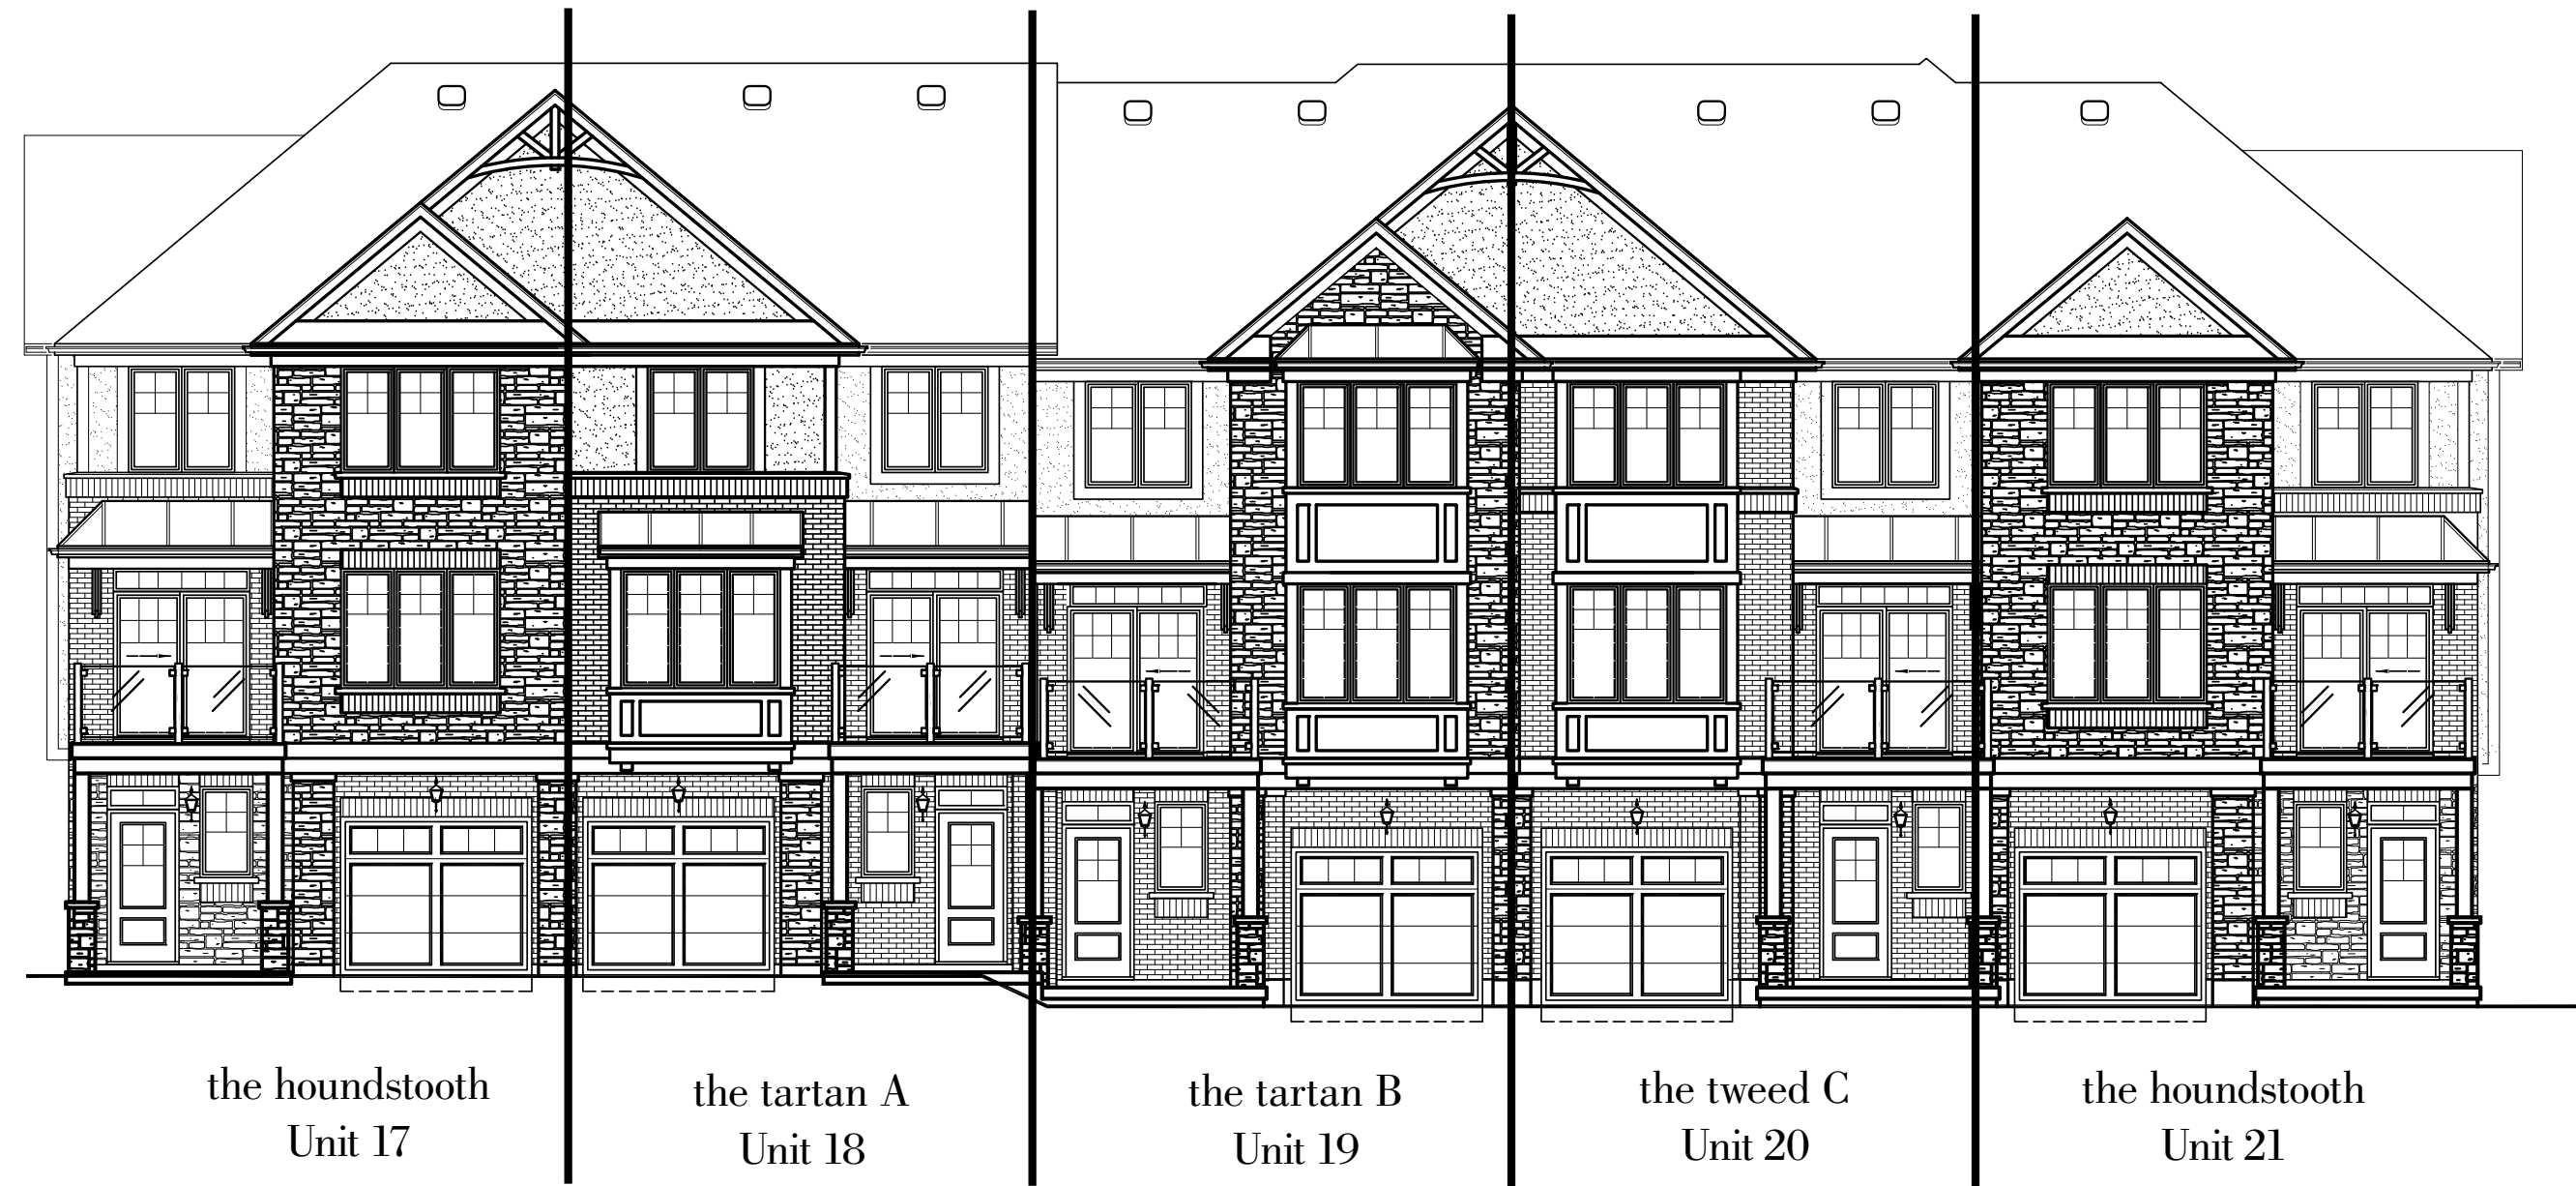 the houndstooth
Unit 17
the tartan A
Unit 18
the tartan B
Unit 19
the tweed C
Unit 20
the houndstooth
Unit 21